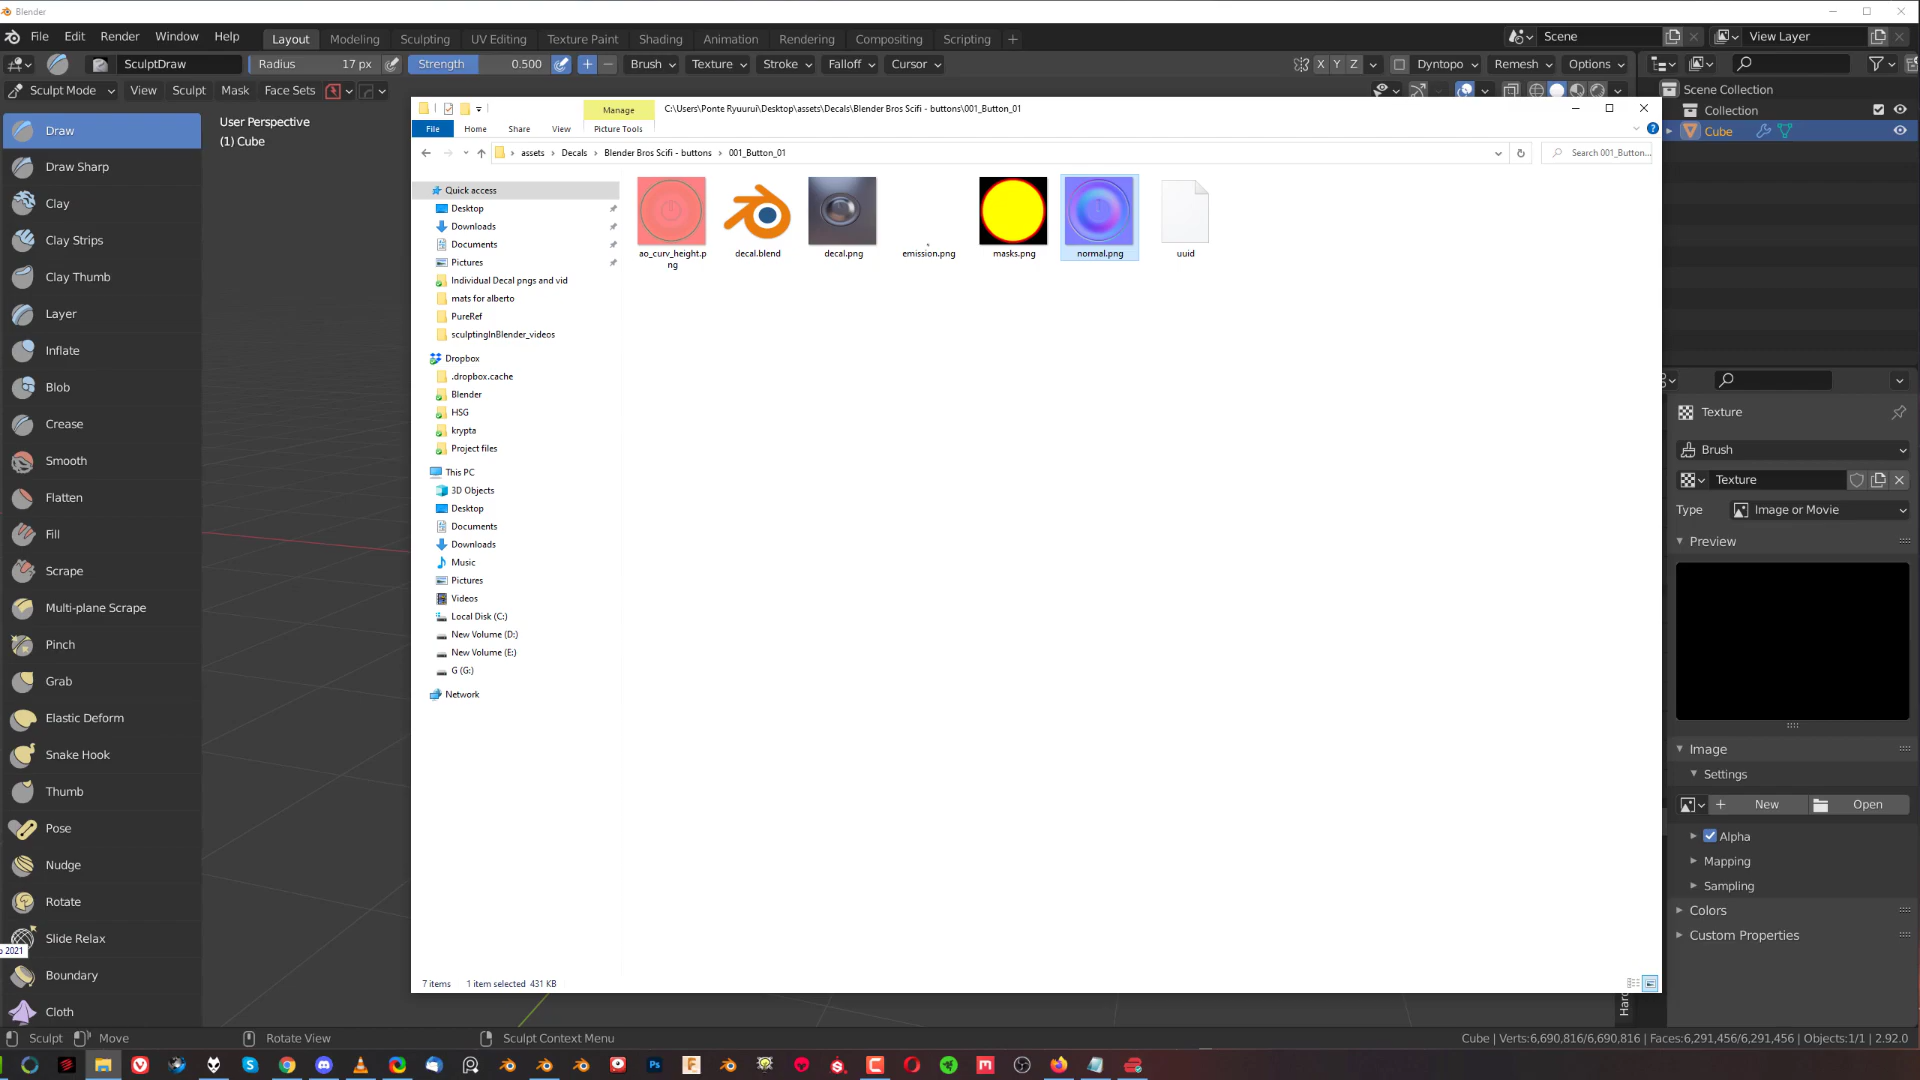 Blender
File Edit Render Window Help Layout Modeling Sculpting UV Editing Texture Paint Shading Animation Rendering Compositing Scripting + Scene View Layer
SculptDraw Radius 17 px Strength 0.500 + − Brush Texture Stroke Falloff Cursor X Y Z Dyntopo Remesh Options
Sculpt Mode View Sculpt Mask Face Sets
User Perspective
(1) Cube
Draw
Draw Sharp
Clay
Clay Strips
Clay Thumb
Layer
Inflate
Blob
Crease
Smooth
Flatten
Fill
Scrape
Multi-plane Scrape
Pinch
Grab
Elastic Deform
Snake Hook
Thumb
Pose
Nudge
Rotate
Slide Relax
2021
Boundary
Cloth
Manage C:\Users\Ponte Ryuurui\Desktop\assets\Decals\Blender Bros Scifi - buttons\001_Button_01
File Home Share View Picture Tools
assets › Decals › Blender Bros Scifi - buttons › 001_Button_01 Search 001_Button...
Quick access
Desktop
Downloads
Documents
Pictures
Individual Decal pngs and vid
mats for alberto
PureRef
sculptingInBlender_videos
Dropbox
.dropbox.cache
Blender
HSG
krypta
Project files
This PC
3D Objects
Desktop
Documents
Downloads
Music
Pictures
Videos
Local Disk (C:)
New Volume (D:)
New Volume (E:)
G (G:)
Network
ao_curv_height.p
ng
decal.blend
decal.png
emission.png
masks.png
normal.png
uuid
7 items 1 item selected 431 KB
Scene Collection
Collection
Cube
Texture
Brush
Texture
Type Image or Movie
Preview
Image
Settings
New Open
Alpha
Mapping
Sampling
Colors
Custom Properties
Sculpt Move Rotate View Sculpt Context Menu Cube | Verts:6,690,816/6,690,816 | Faces:6,291,456/6,291,456 | Objects:1/1 | 2.92.0